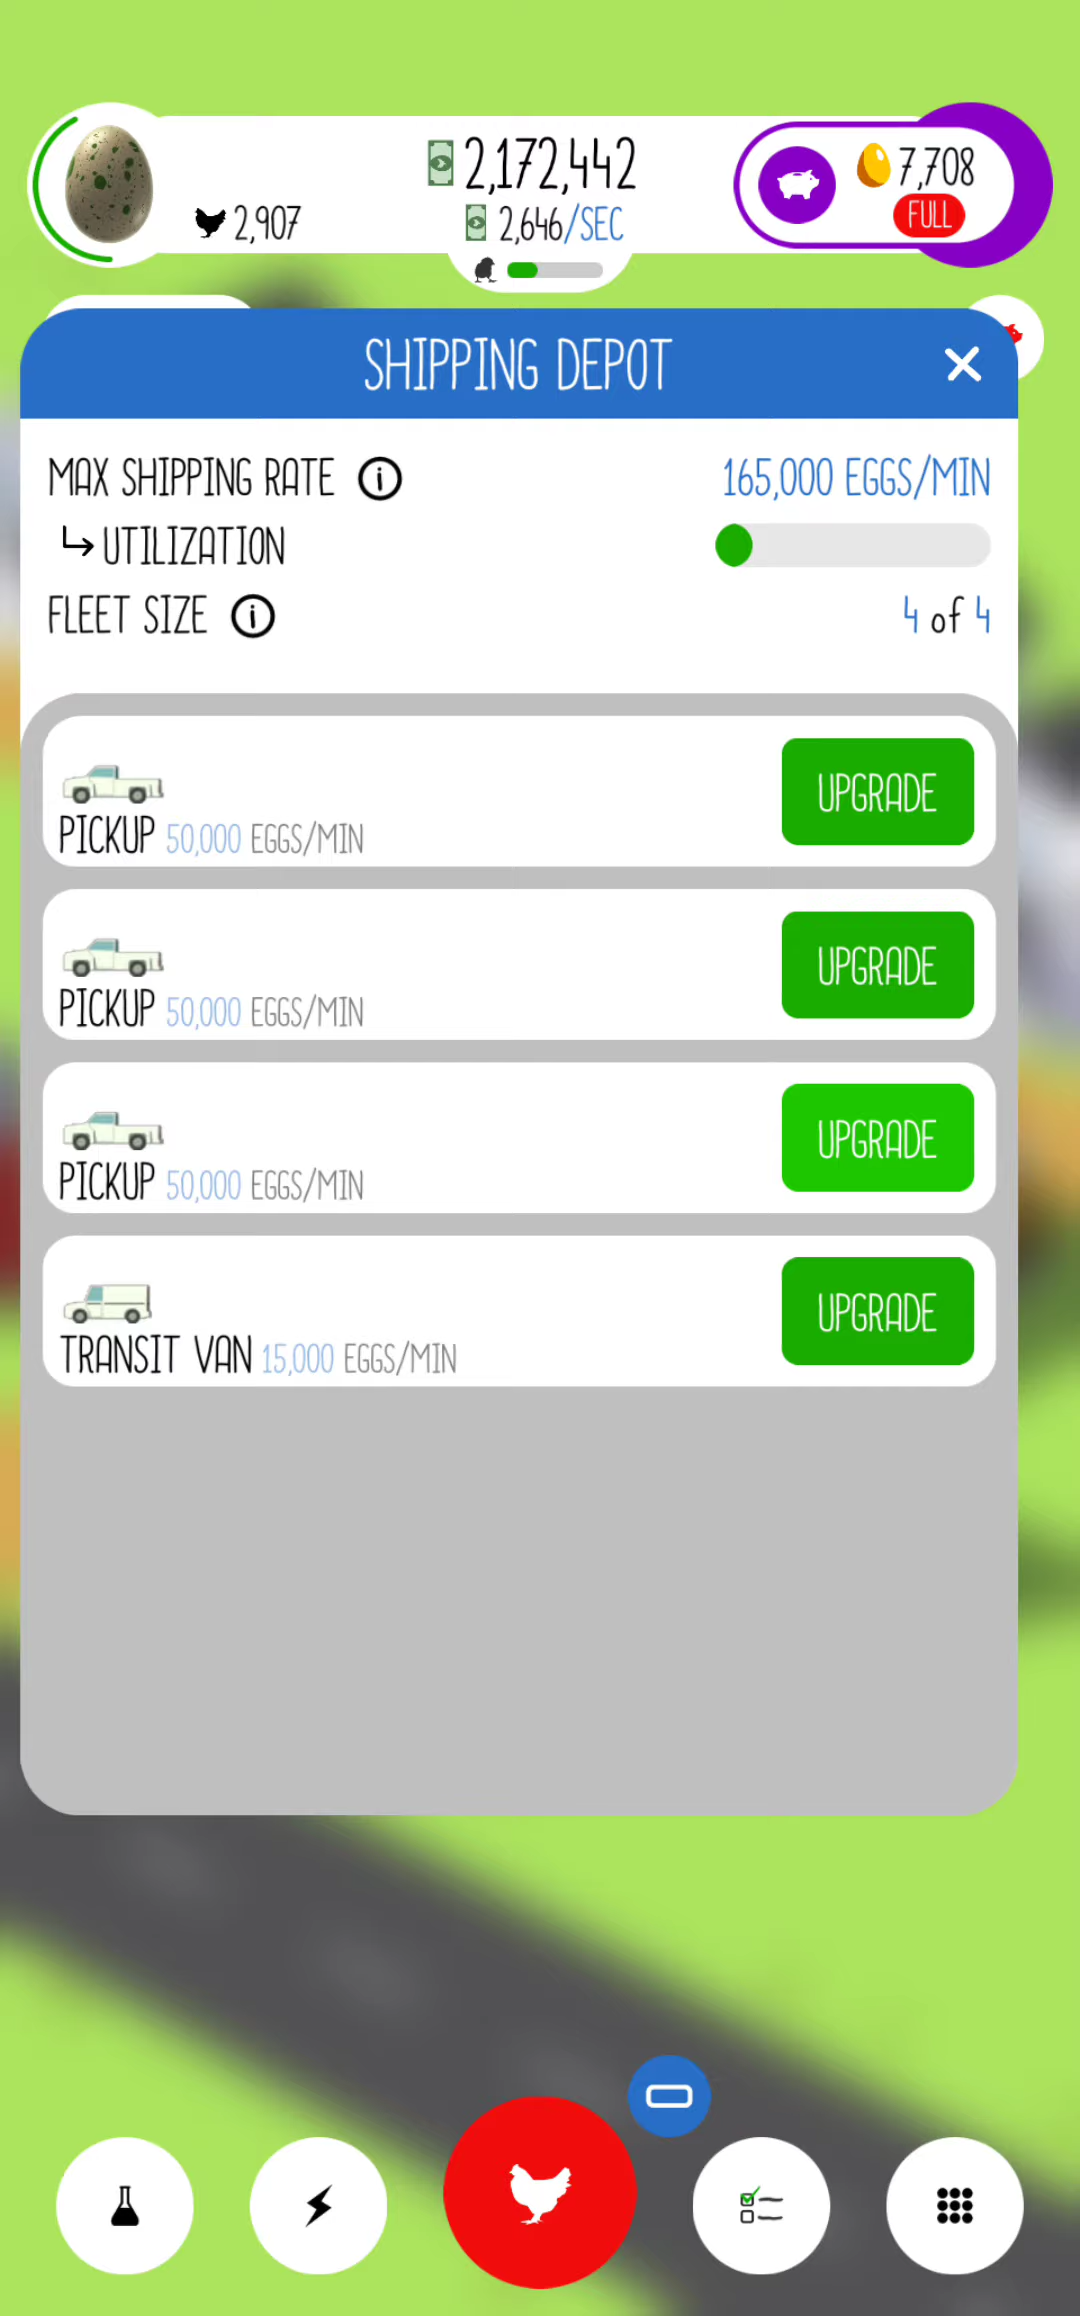 2,172,442
7,708
2,907
2,646/SEC
FULL
SHIPPING DEPOT
MAX SHIPPING RATE
165,000 EGGS/MIN
UTILIZATION
FLEET SIZE
4 of 4
UPGRADE
PICKUP 50,000 EGGS/MIN
UPGRADE
PICKUP 50,000 EGGS/MIN
UPGRADE
PICKUP 50,000 EGGS/MIN
UPGRADE
TRANSIT VAN 15,000 EGGS/MIN